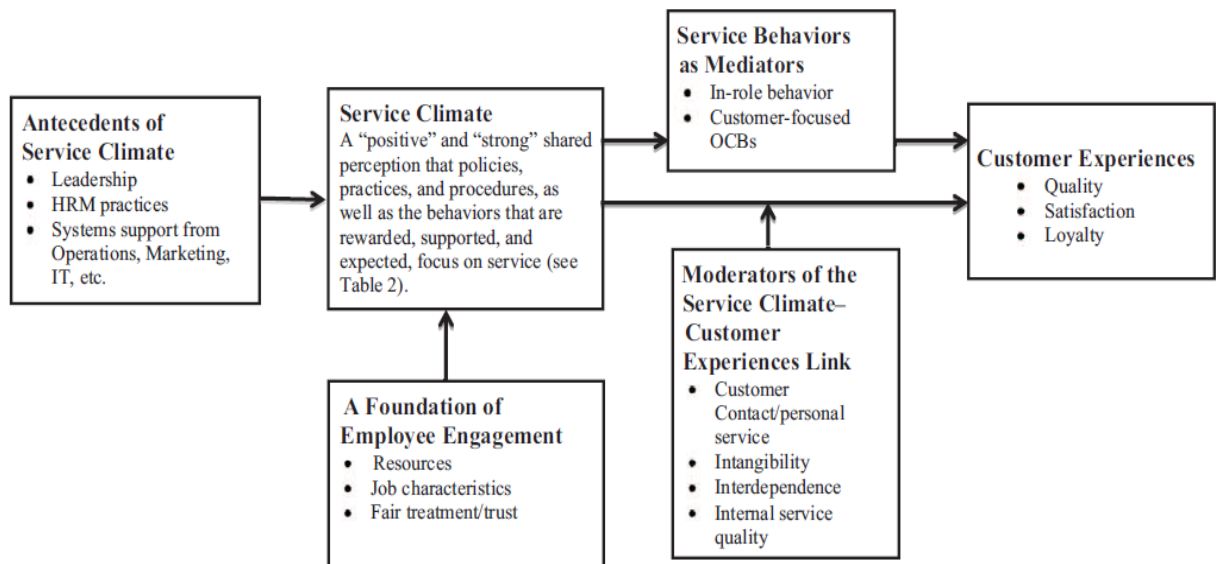 Antecedents of
Service Climate
• Leadership
• HRM practices
• Systems support from
Operations, Marketing,
IT, etc.
Service Climate
A “positive” and “strong” shared
perception that policies,
practices, and procedures, as
well as the behaviors that are
rewarded, supported, and
expected, focus on service (see
Table 2).
A Foundation of
Employee Engagement
• Resources
• Job characteristics
• Fair treatment/trust
Service Behaviors
as Mediators
• In-role behavior
• Customer-focused
OCBs
Moderators of the
Service Climate–
Customer
Experiences Link
• Customer
Contact/personal
service
• Intangibility
• Interdependence
• Internal service
quality
Customer Experiences
• Quality
• Satisfaction
• Loyalty